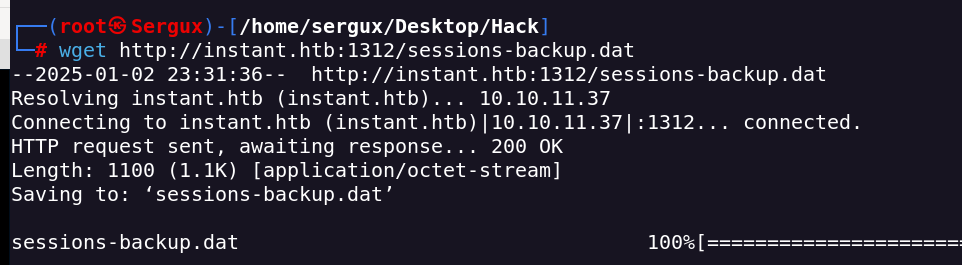 ┌──(root㉿Sergux)-[/home/sergux/Desktop/Hack]
└─# wget http://instant.htb:1312/sessions-backup.dat
--2025-01-02 23:31:36--  http://instant.htb:1312/sessions-backup.dat
Resolving instant.htb (instant.htb)... 10.10.11.37
Connecting to instant.htb (instant.htb)|10.10.11.37|:1312... connected.
HTTP request sent, awaiting response... 200 OK
Length: 1100 (1.1K) [application/octet-stream]
Saving to: ‘sessions-backup.dat’
sessions-backup.dat 100%[=====================